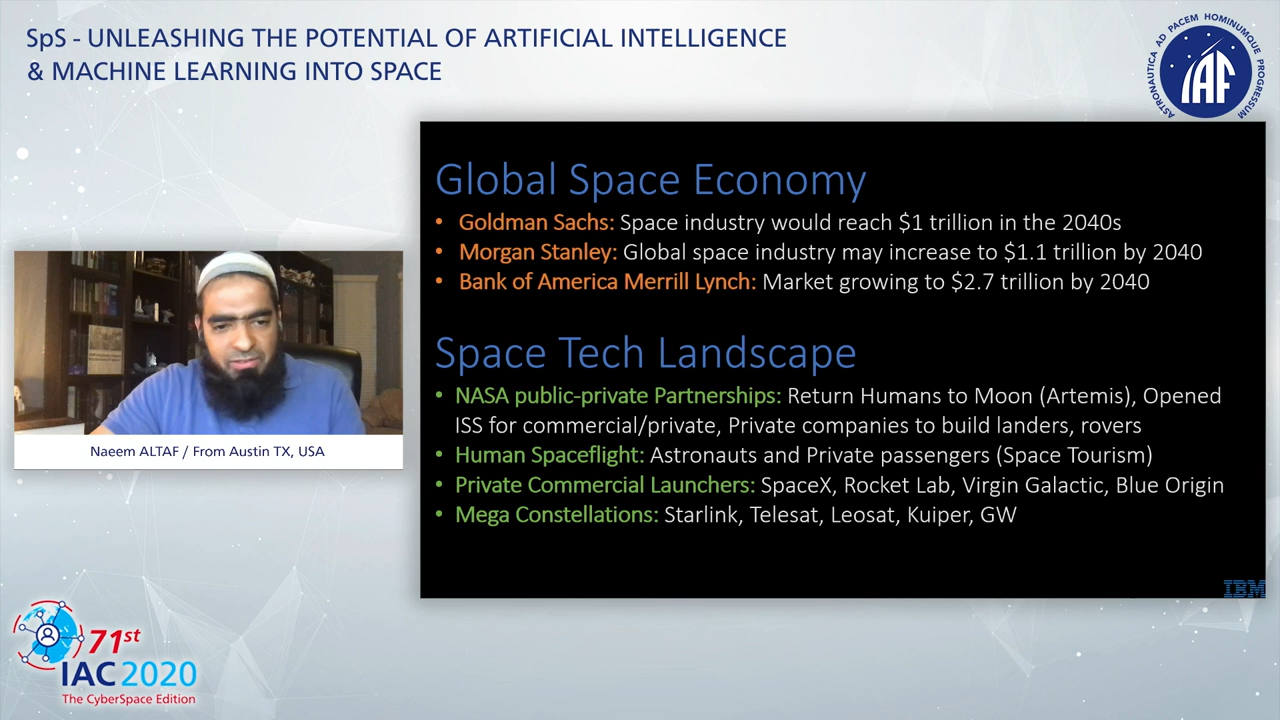 SpS - UNLEASHING THE POTENTIAL OF ARTIFICIAL INTELLIGENCE
& MACHINE LEARNING INTO SPACE
ASTRONAUTICA AD PACEM HOMINUMQUE PROGRESSUM
IAF
Global Space Economy
• Goldman Sachs: Space industry would reach $1 trillion in the 2040s
• Morgan Stanley: Global space industry may increase to $1.1 trillion by 2040
• Bank of America Merrill Lynch: Market growing to $2.7 trillion by 2040
Space Tech Landscape
• NASA public-private Partnerships: Return Humans to Moon (Artemis), Opened
ISS for commercial/private, Private companies to build landers, rovers
• Human Spaceflight: Astronauts and Private passengers (Space Tourism)
• Private Commercial Launchers: SpaceX, Rocket Lab, Virgin Galactic, Blue Origin
• Mega Constellations: Starlink, Telesat, Leosat, Kuiper, GW
IBM
Naeem ALTAF / From Austin TX, USA
71st
IAC 2020
The CyberSpace Edition